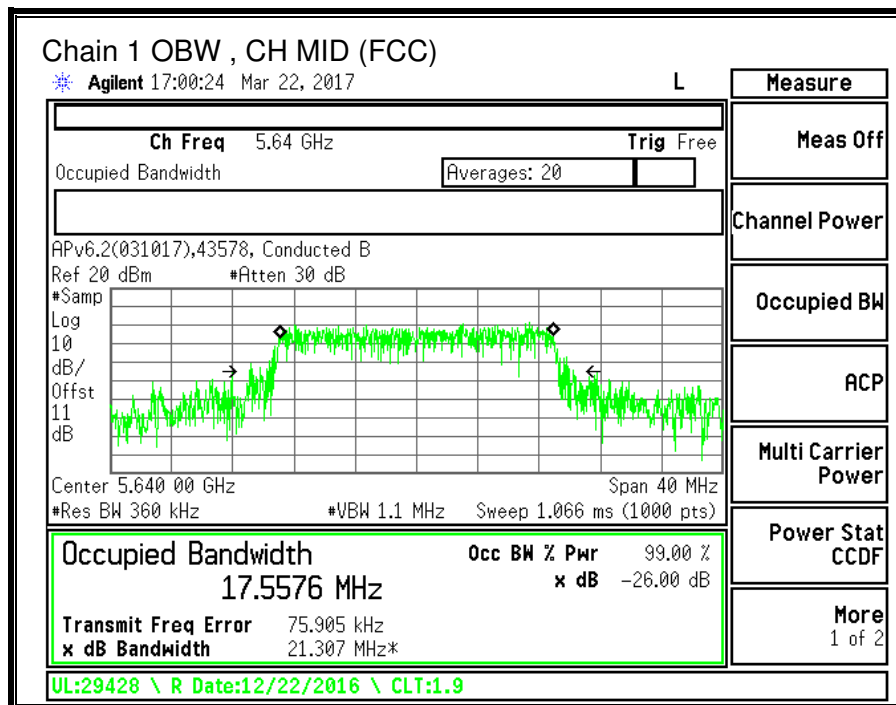 Chain 1 OBW , CH MID (FCC)
Agilent 17:00:24 Mar 22, 2017 L
Measure
Ch Freq 5.64 GHz Trig Free
Meas Off
Occupied Bandwidth Averages: 20
Channel Power
APv6.2(031017),43578, Conducted B
Ref 20 dBm #Atten 30 dB
#Samp
Log
10
dB/
Offst
11
dB
Occupied BW
ACP
Center 5.640 00 GHz Span 40 MHz
#Res BW 360 kHz #VBW 1.1 MHz Sweep 1.066 ms (1000 pts)
Multi Carrier
Power
Occupied Bandwidth Occ BW % Pwr 99.00 %
17.5576 MHz x dB -26.00 dB
Power Stat
CCDF
Transmit Freq Error 75.905 kHz
x dB Bandwidth 21.307 MHz*
More
1 of 2
UL:29428 \ R Date:12/22/2016 \ CLT:1.9